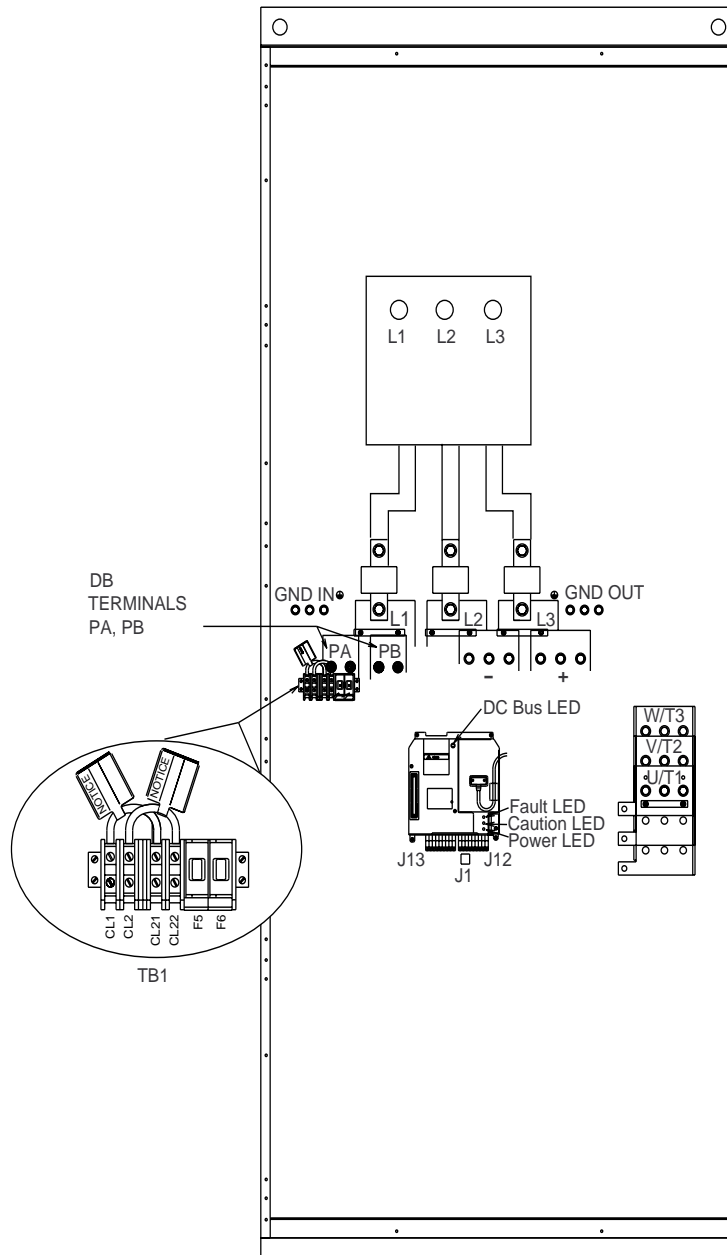 L1 L2 L3
DB
TERMINALS
PA, PB
GND IN
GND OUT
L1
L2
L3
PA
PB
-
+
DC Bus LED
W/T3
V/T2
U/T1
Fault LED
Caution LED
Power LED
J13
J12
J1
NOTICE
NOTICE
CL1
CL2
CL21
CL22
F5
F6
TB1